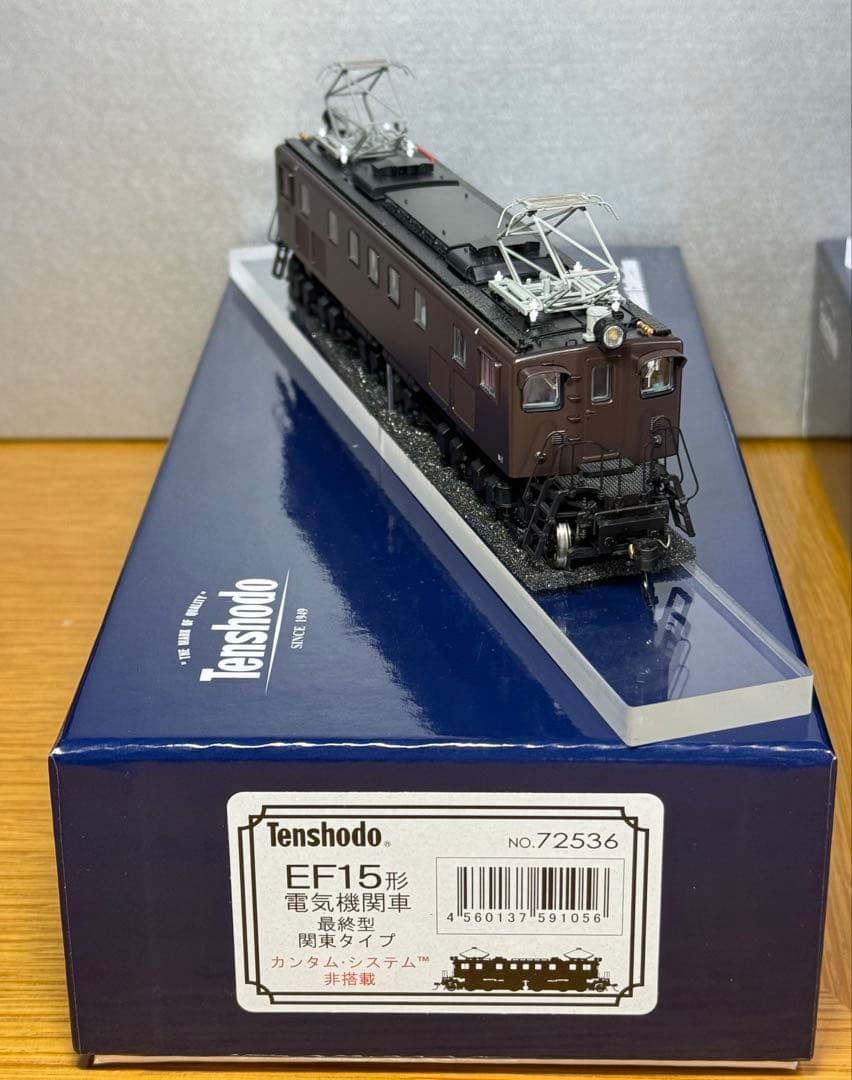 "THE MARK OF QUALITY"
Tenshodo
SINCE 1949
Tenshodo®
NO.72536
EF15形
電気機関車
最終型
関東タイプ
カンタム·システム™
非搭載
4 560137 591056